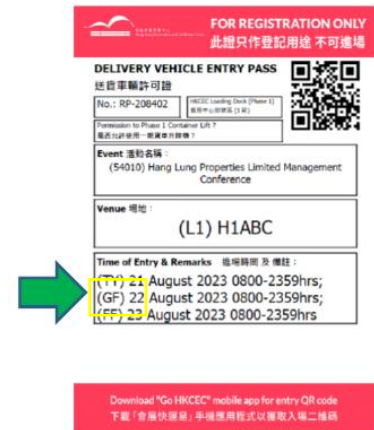 FOR REGISTRATION ONLY
此證只作登記用途 不可進場
DELIVERY VEHICLE ENTRY PASS
送貨車輛許可證
No.: RP-208402
HKCEC Loading Dock (Phase 1)
Permission to Phase 1 Container Lift ?
Event 活動名稱 :
(54010) Hang Lung Properties Limited Management
Conference
Venue 場地 :
(L1) H1ABC
Time of Entry & Remarks 進場時間 及 備註 :
(TY) 21 August 2023 0800-2359hrs;
(GF) 22 August 2023 0800-2359hrs;
(FF) 23 August 2023 0800-2359hrs
Download "Go HKCEC" mobile app for entry QR code
下載「會展快運易」手機應用程式以獲取入場二維碼